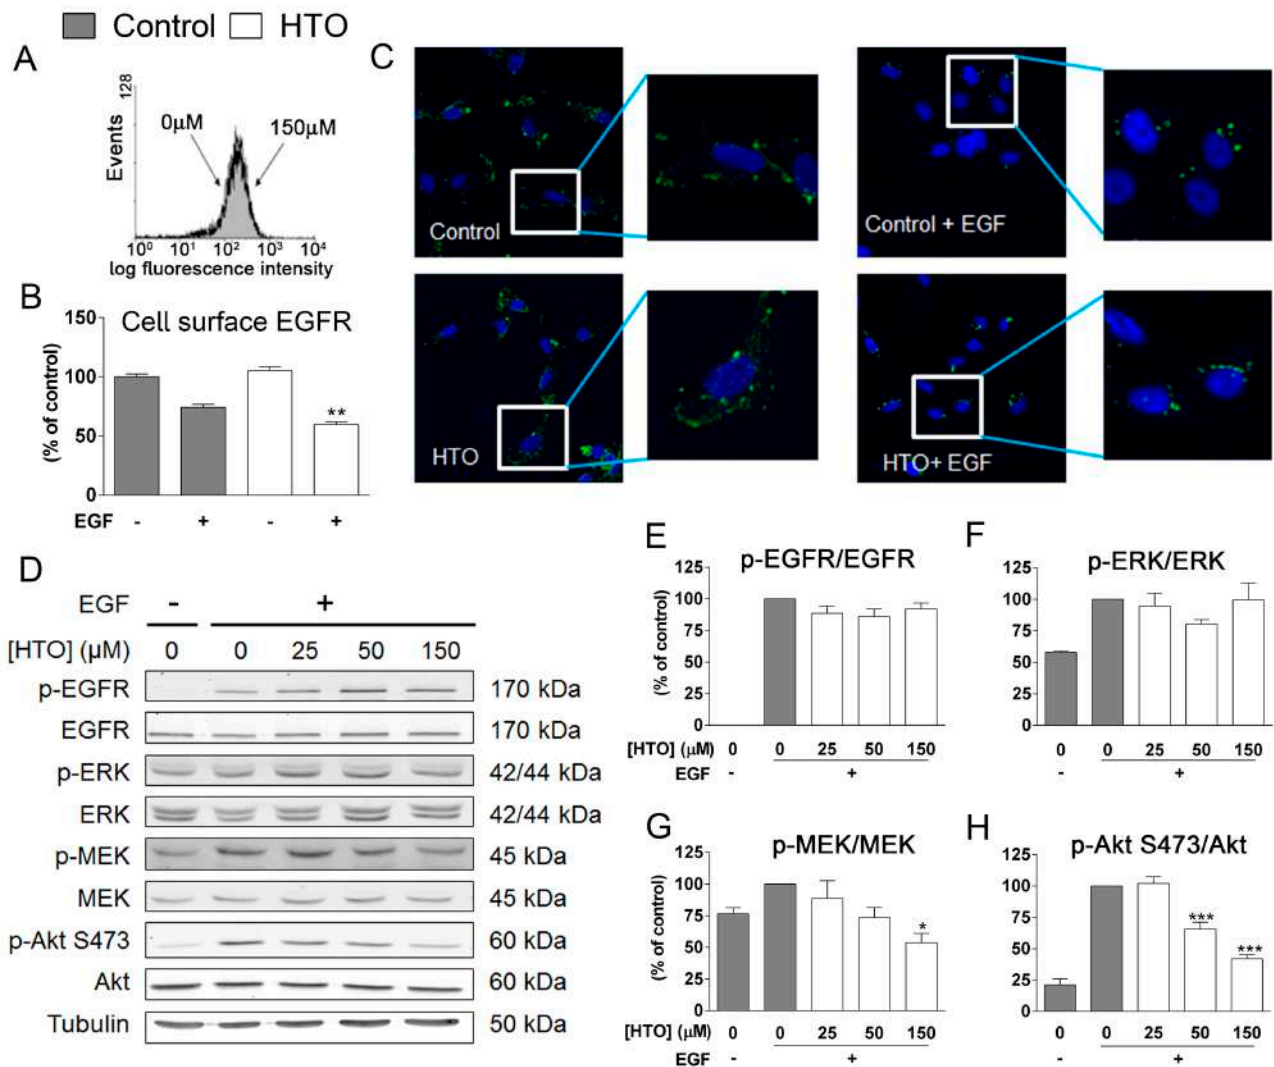 Control HTO
A
128
Events
0µM 150µM
10⁰ 10¹ 10² 10³ 10⁴
log fluorescence intensity
B
Cell surface EGFR
(% of control)
150
100
50
0
EGF - + - +
**
C
Control
Control + EGF
HTO
HTO+ EGF
D
EGF - +
[HTO] (µM) 0 0 25 50 150
p-EGFR 170 kDa
EGFR 170 kDa
p-ERK 42/44 kDa
ERK 42/44 kDa
p-MEK 45 kDa
MEK 45 kDa
p-Akt S473 60 kDa
Akt 60 kDa
Tubulin 50 kDa
E
p-EGFR/EGFR
(% of control)
125
100
75
50
25
0
[HTO] (µM) 0 0 25 50 150
EGF - +
F
p-ERK/ERK
125
100
75
50
25
0
0 0 25 50 150
- +
G
p-MEK/MEK
(% of control)
125
100
75
50
25
0
*
[HTO] (µM) 0 0 25 50 150
EGF - +
H
p-Akt S473/Akt
125
100
75
50
25
0
***
***
0 0 25 50 150
- +